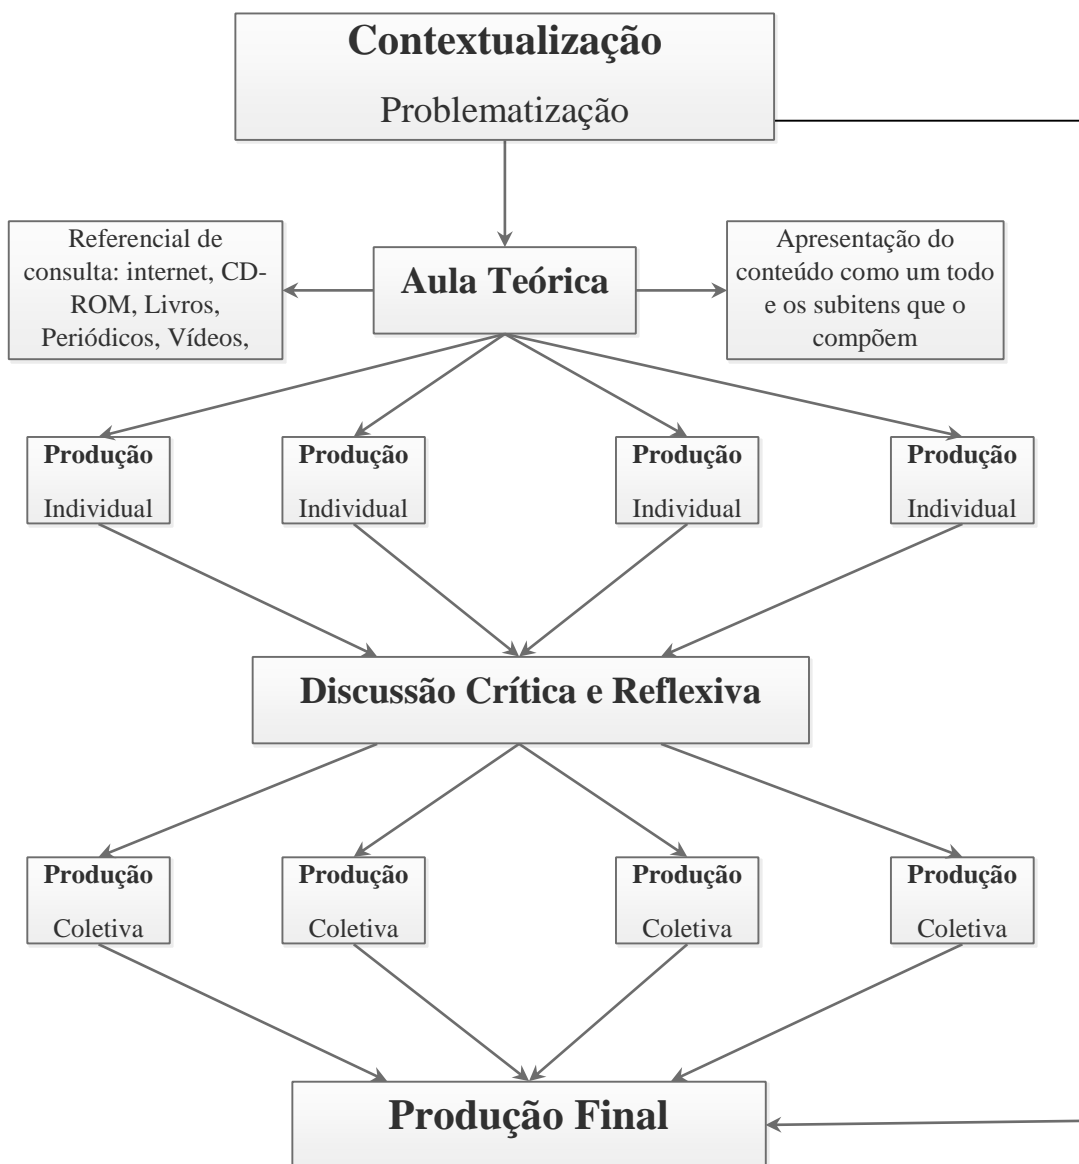 Contextualização
Problematização
Referencial de
consulta: internet, CD-
ROM, Livros,
Periódicos, Vídeos,
Aula Teórica
Apresentação do
conteúdo como um todo
e os subitens que o
compõem
Produção
Individual
Produção
Individual
Produção
Individual
Produção
Individual
Discussão Crítica e Reflexiva
Produção
Coletiva
Produção
Coletiva
Produção
Coletiva
Produção
Coletiva
Produção Final